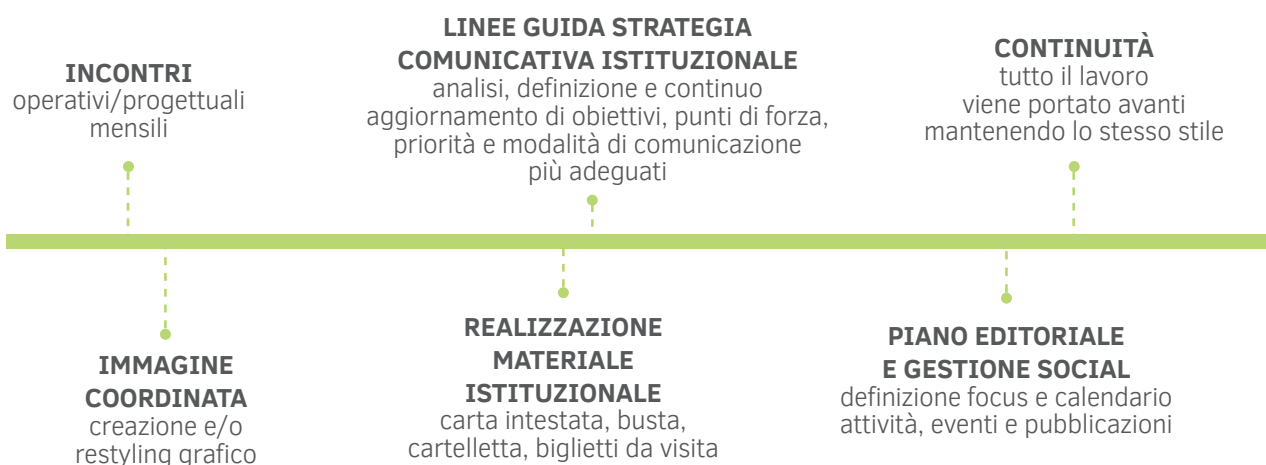 INCONTRI
operativi/progettuali
mensili
LINEE GUIDA STRATEGIA
COMUNICATIVA ISTITUZIONALE
analisi, definizione e continuo
aggiornamento di obiettivi, punti di forza,
priorità e modalità di comunicazione
più adeguati
CONTINUITÀ
tutto il lavoro
viene portato avanti
mantenendo lo stesso stile
IMMAGINE
COORDINATA
creazione e/o
restyling grafico
REALIZZAZIONE
MATERIALE
ISTITUZIONALE
carta intestata, busta,
cartelletta, biglietti da visita
PIANO EDITORIALE
E GESTIONE SOCIAL
definizione focus e calendario
attività, eventi e pubblicazioni